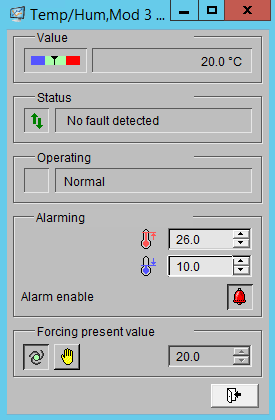 Temp/Hum,Mod 3 ...
Value
20.0 °C
Status
No fault detected
Operating
Normal
Alarming
26.0
10.0
Alarm enable
Forcing present value
20.0